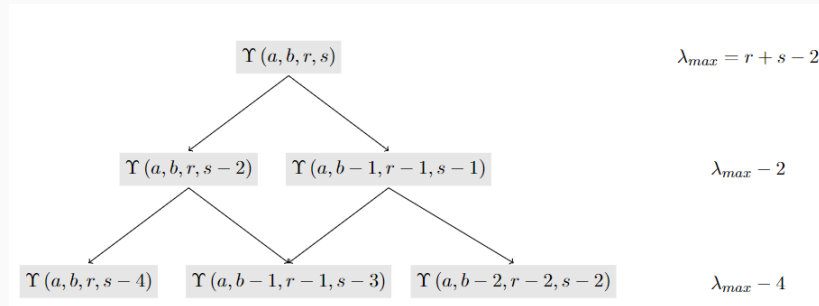 ϒ (a, b, r, s) λ_max = r + s − 2
ϒ (a, b, r, s − 2) ϒ (a, b − 1, r − 1, s − 1) λ_max − 2
ϒ (a, b, r, s − 4) ϒ (a, b − 1, r − 1, s − 3) ϒ (a, b − 2, r − 2, s − 2) λ_max − 4